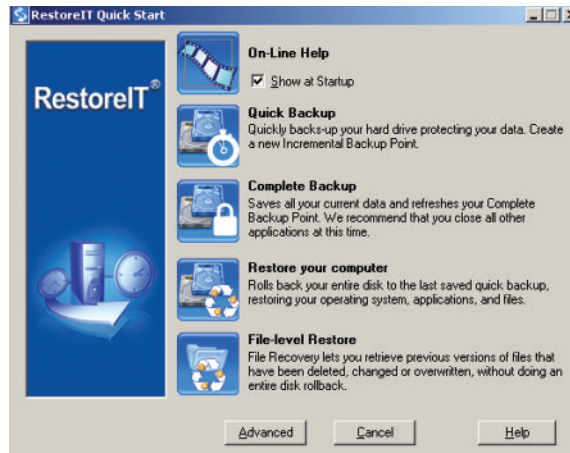 RestoreIT Quick Start
RestoreIT®
On-Line Help
Show at Startup
Quick Backup
Quickly backs-up your hard drive protecting your data. Create
a new Incremental Backup Point.
Complete Backup
Saves all your current data and refreshes your Complete
Backup Point. We recommend that you close all other
applications at this time.
Restore your computer
Rolls back your entire disk to the last saved quick backup,
restoring your operating system, applications, and files.
File-level Restore
File Recovery lets you retrieve previous versions of files that
have been deleted, changed or overwritten, without doing an
entire disk rollback.
Advanced
Cancel
Help